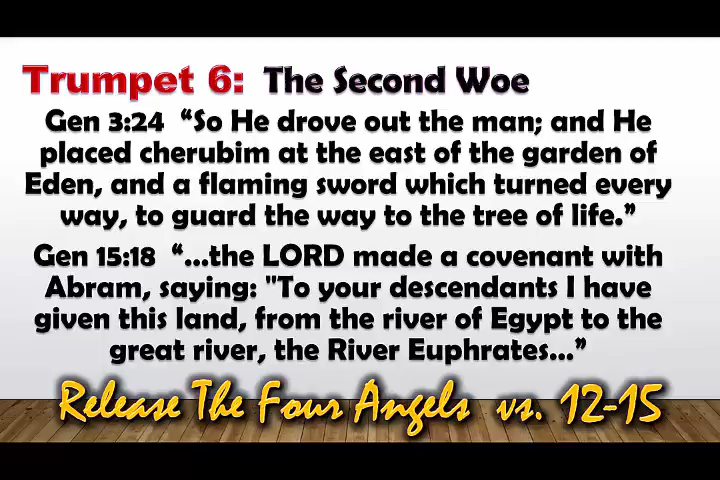 Trumpet 6: The Second Woe
Gen 3:24 “So He drove out the man; and He
placed cherubim at the east of the garden of
Eden, and a flaming sword which turned every
way, to guard the way to the tree of life.”
Gen 15:18 “...the LORD made a covenant with
Abram, saying: "To your descendants I have
given this land, from the river of Egypt to the
great river, the River Euphrates...”
Release The Four Angels vs. 12-15